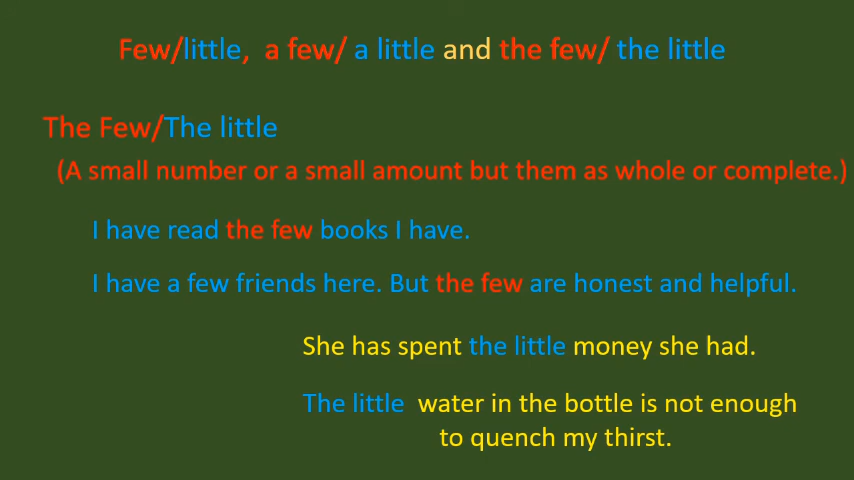 Few/little, a few/ a little and the few/ the little
The Few/The little
(A small number or a small amount but them as whole or complete.)
I have read the few books I have.
I have a few friends here. But the few are honest and helpful.
She has spent the little money she had.
The little water in the bottle is not enough
to quench my thirst.